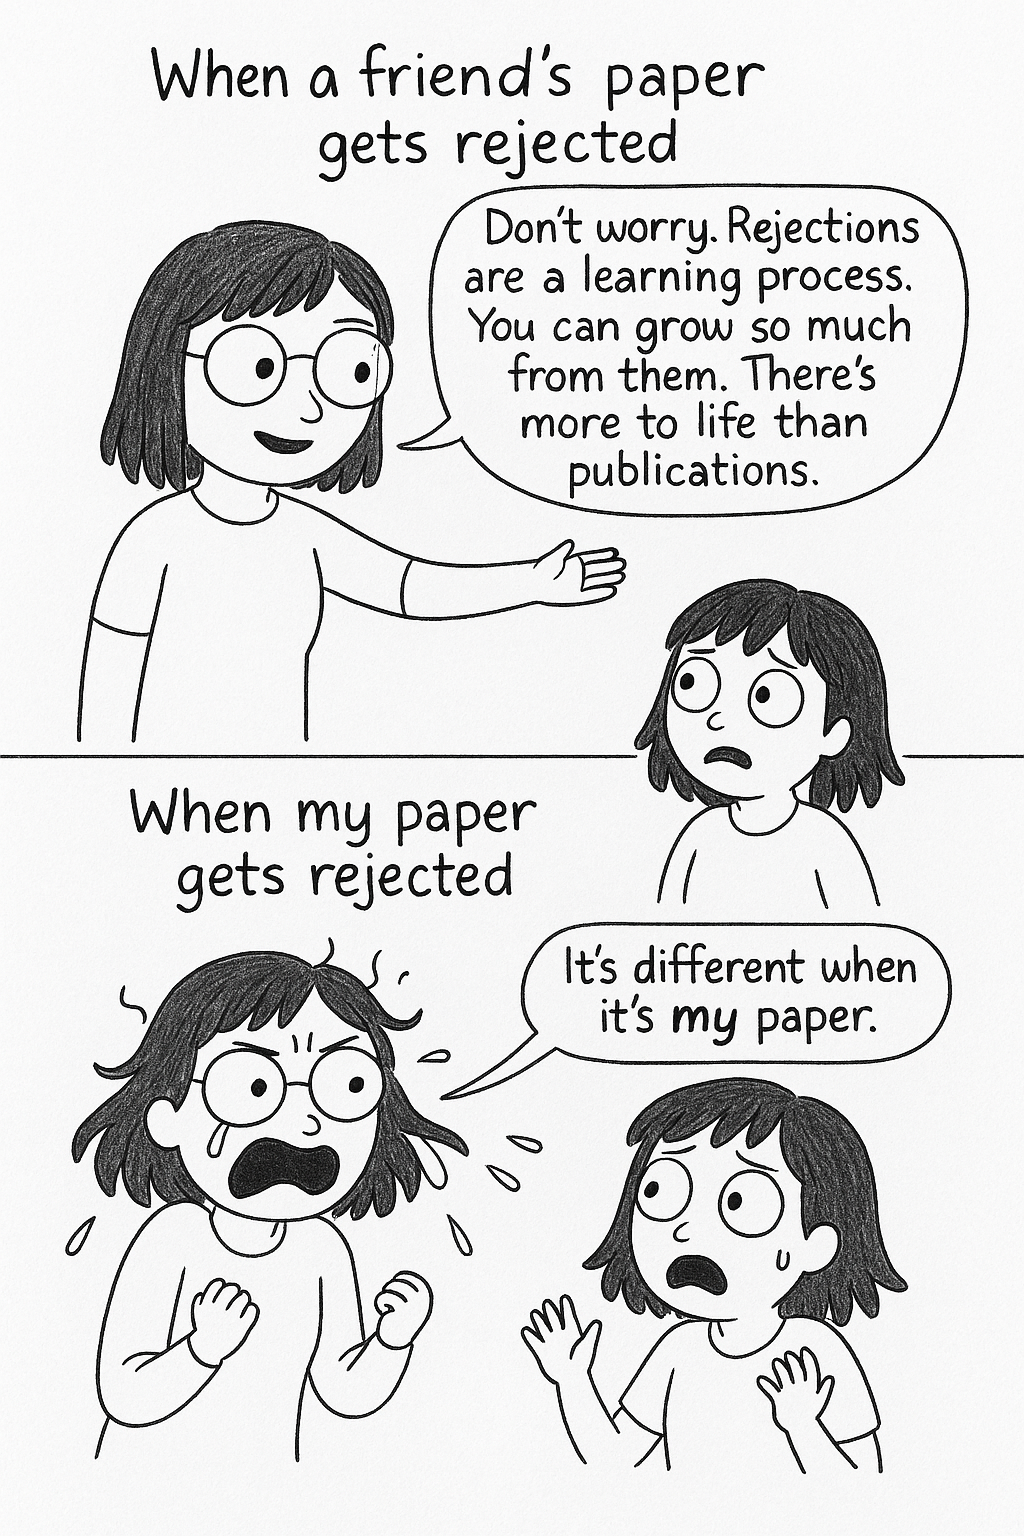 When a friend's paper
gets rejected
Don't worry. Rejections
are a learning process.
You can grow so much
from them. There's
more to life than
publications.
When my paper
gets rejected
It's different when
it's my paper.